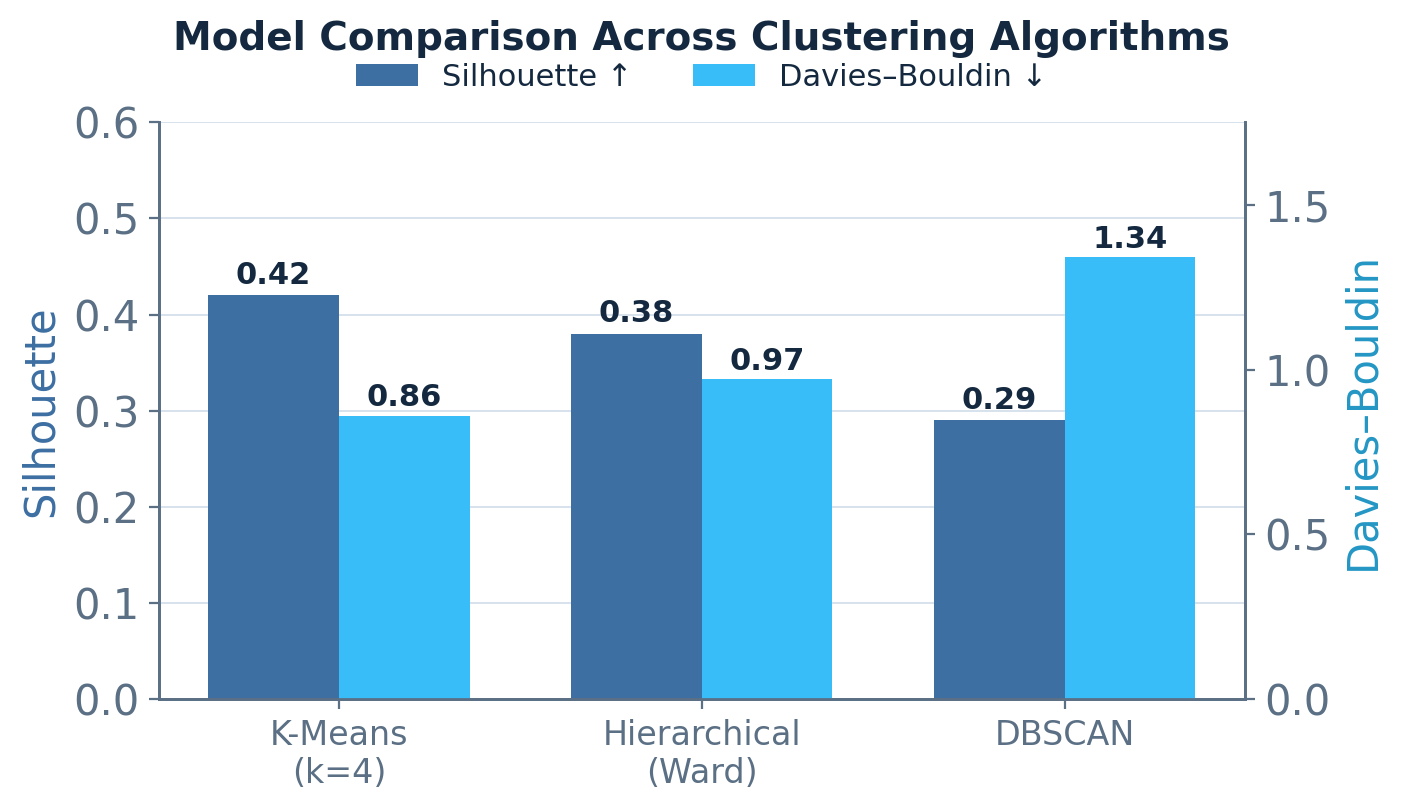 Model Comparison Across Clustering Algorithms
Silhouette ↑ Davies–Bouldin ↓
Silhouette
0.6
0.5
0.4
0.3
0.2
0.1
0.0
0.42
0.86
0.38
0.97
0.29
1.34
1.5
1.0
0.5
0.0
Davies–Bouldin
K-Means
(k=4)
Hierarchical
(Ward)
DBSCAN